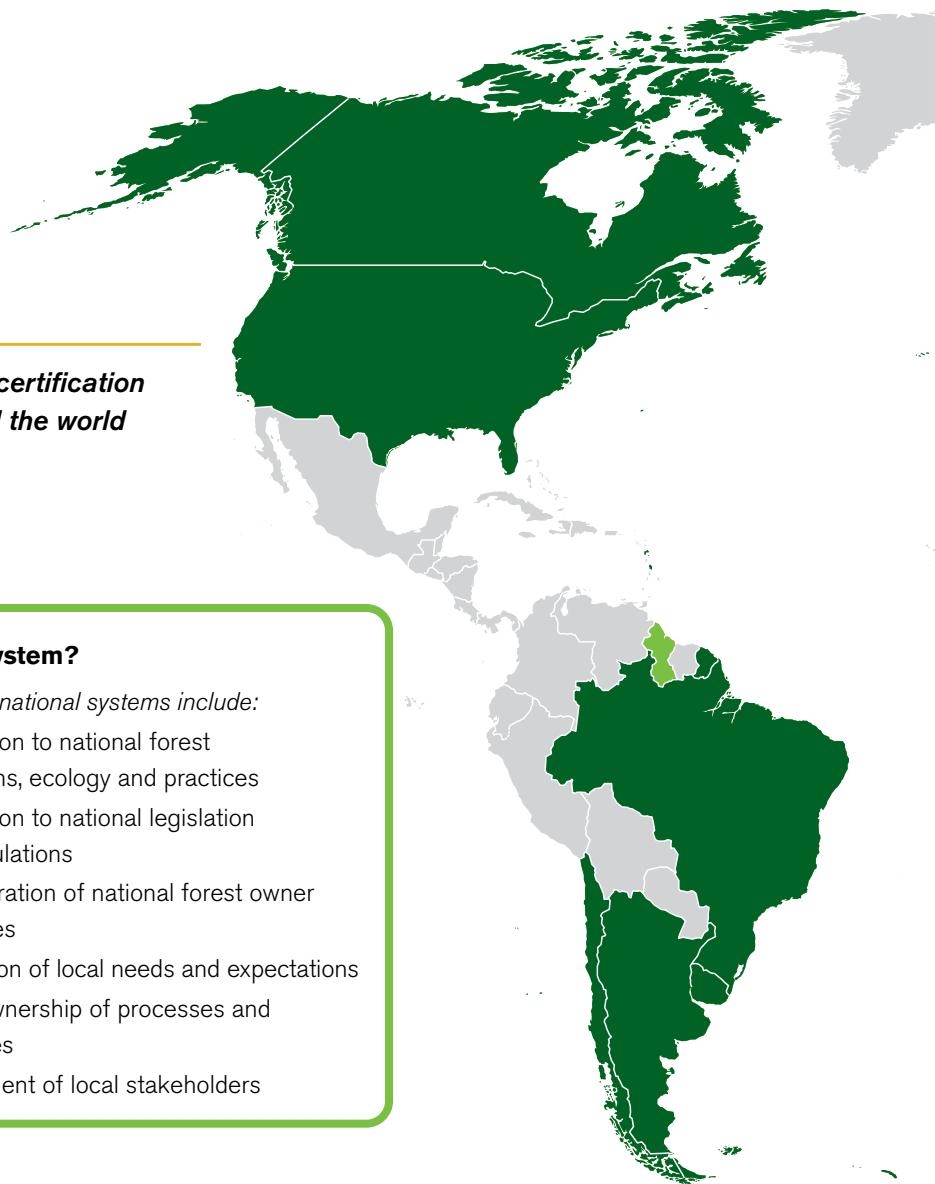 certification
the world
ystem?
national systems include:
on to national forest
ns, ecology and practices
on to national legislation
ulations
ration of national forest owner
es
on of local needs and expectations
wnership of processes and
es
ent of local stakeholders